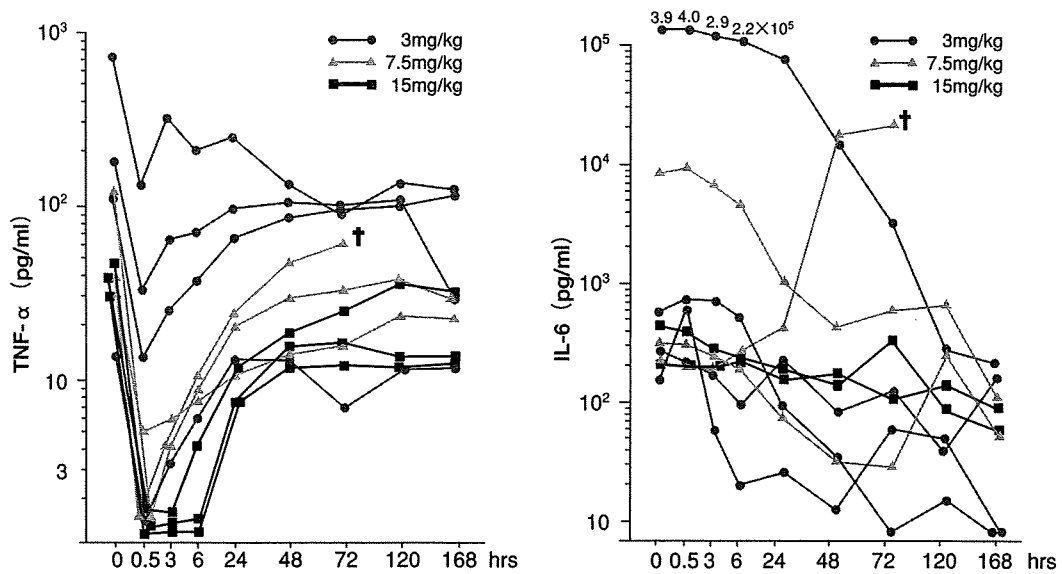 10³
10²
10
3
TNF-α (pg/ml)
3mg/kg
7.5mg/kg
15mg/kg
†
0 0.5 3 6 24 48 72 120 168 hrs
3.9 4.0 2.9 2.2×10⁵
10⁵
10⁴
10³
10²
10
IL-6 (pg/ml)
3mg/kg
7.5mg/kg
15mg/kg
†
0 0.5 3 6 24 48 72 120 168 hrs